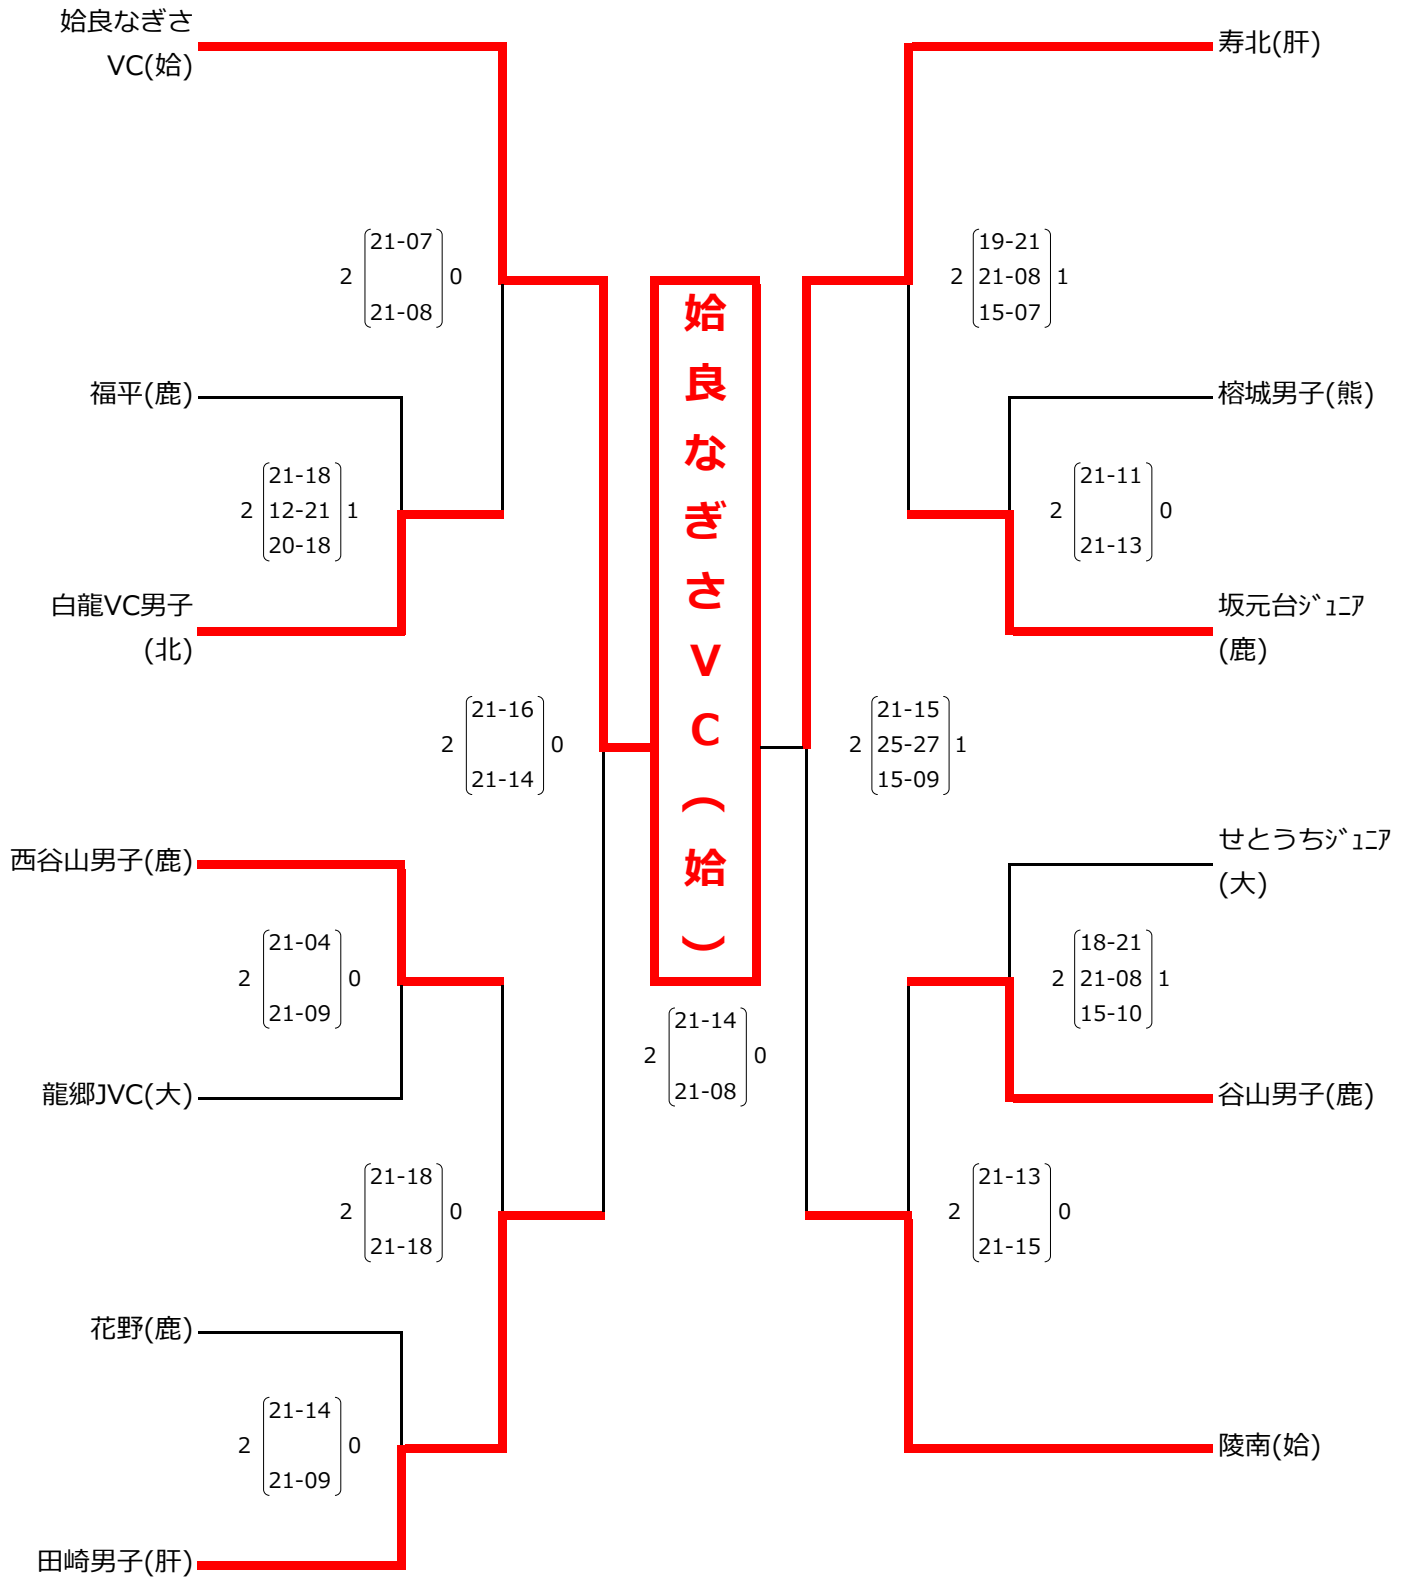 姶良なぎさ
VC(姶)
21-07
2 0
21-08
福平(鹿)
21-18
2 12-21 1
20-18
白龍VC男子
(北)
21-16
2 0
21-14
西谷山男子(鹿)
21-04
2 0
21-09
龍郷JVC(大)
21-18
2 0
21-18
花野(鹿)
21-14
2 0
21-09
田崎男子(肝)
姶良なぎさVC(姶)
21-14
2 0
21-08
寿北(肝)
19-21
2 21-08 1
15-07
榕城男子(熊)
21-11
2 0
21-13
坂元台ジュニア
(鹿)
21-15
2 25-27 1
15-09
せとうちジュニア
(大)
18-21
2 21-08 1
15-10
谷山男子(鹿)
21-13
2 0
21-15
陵南(姶)